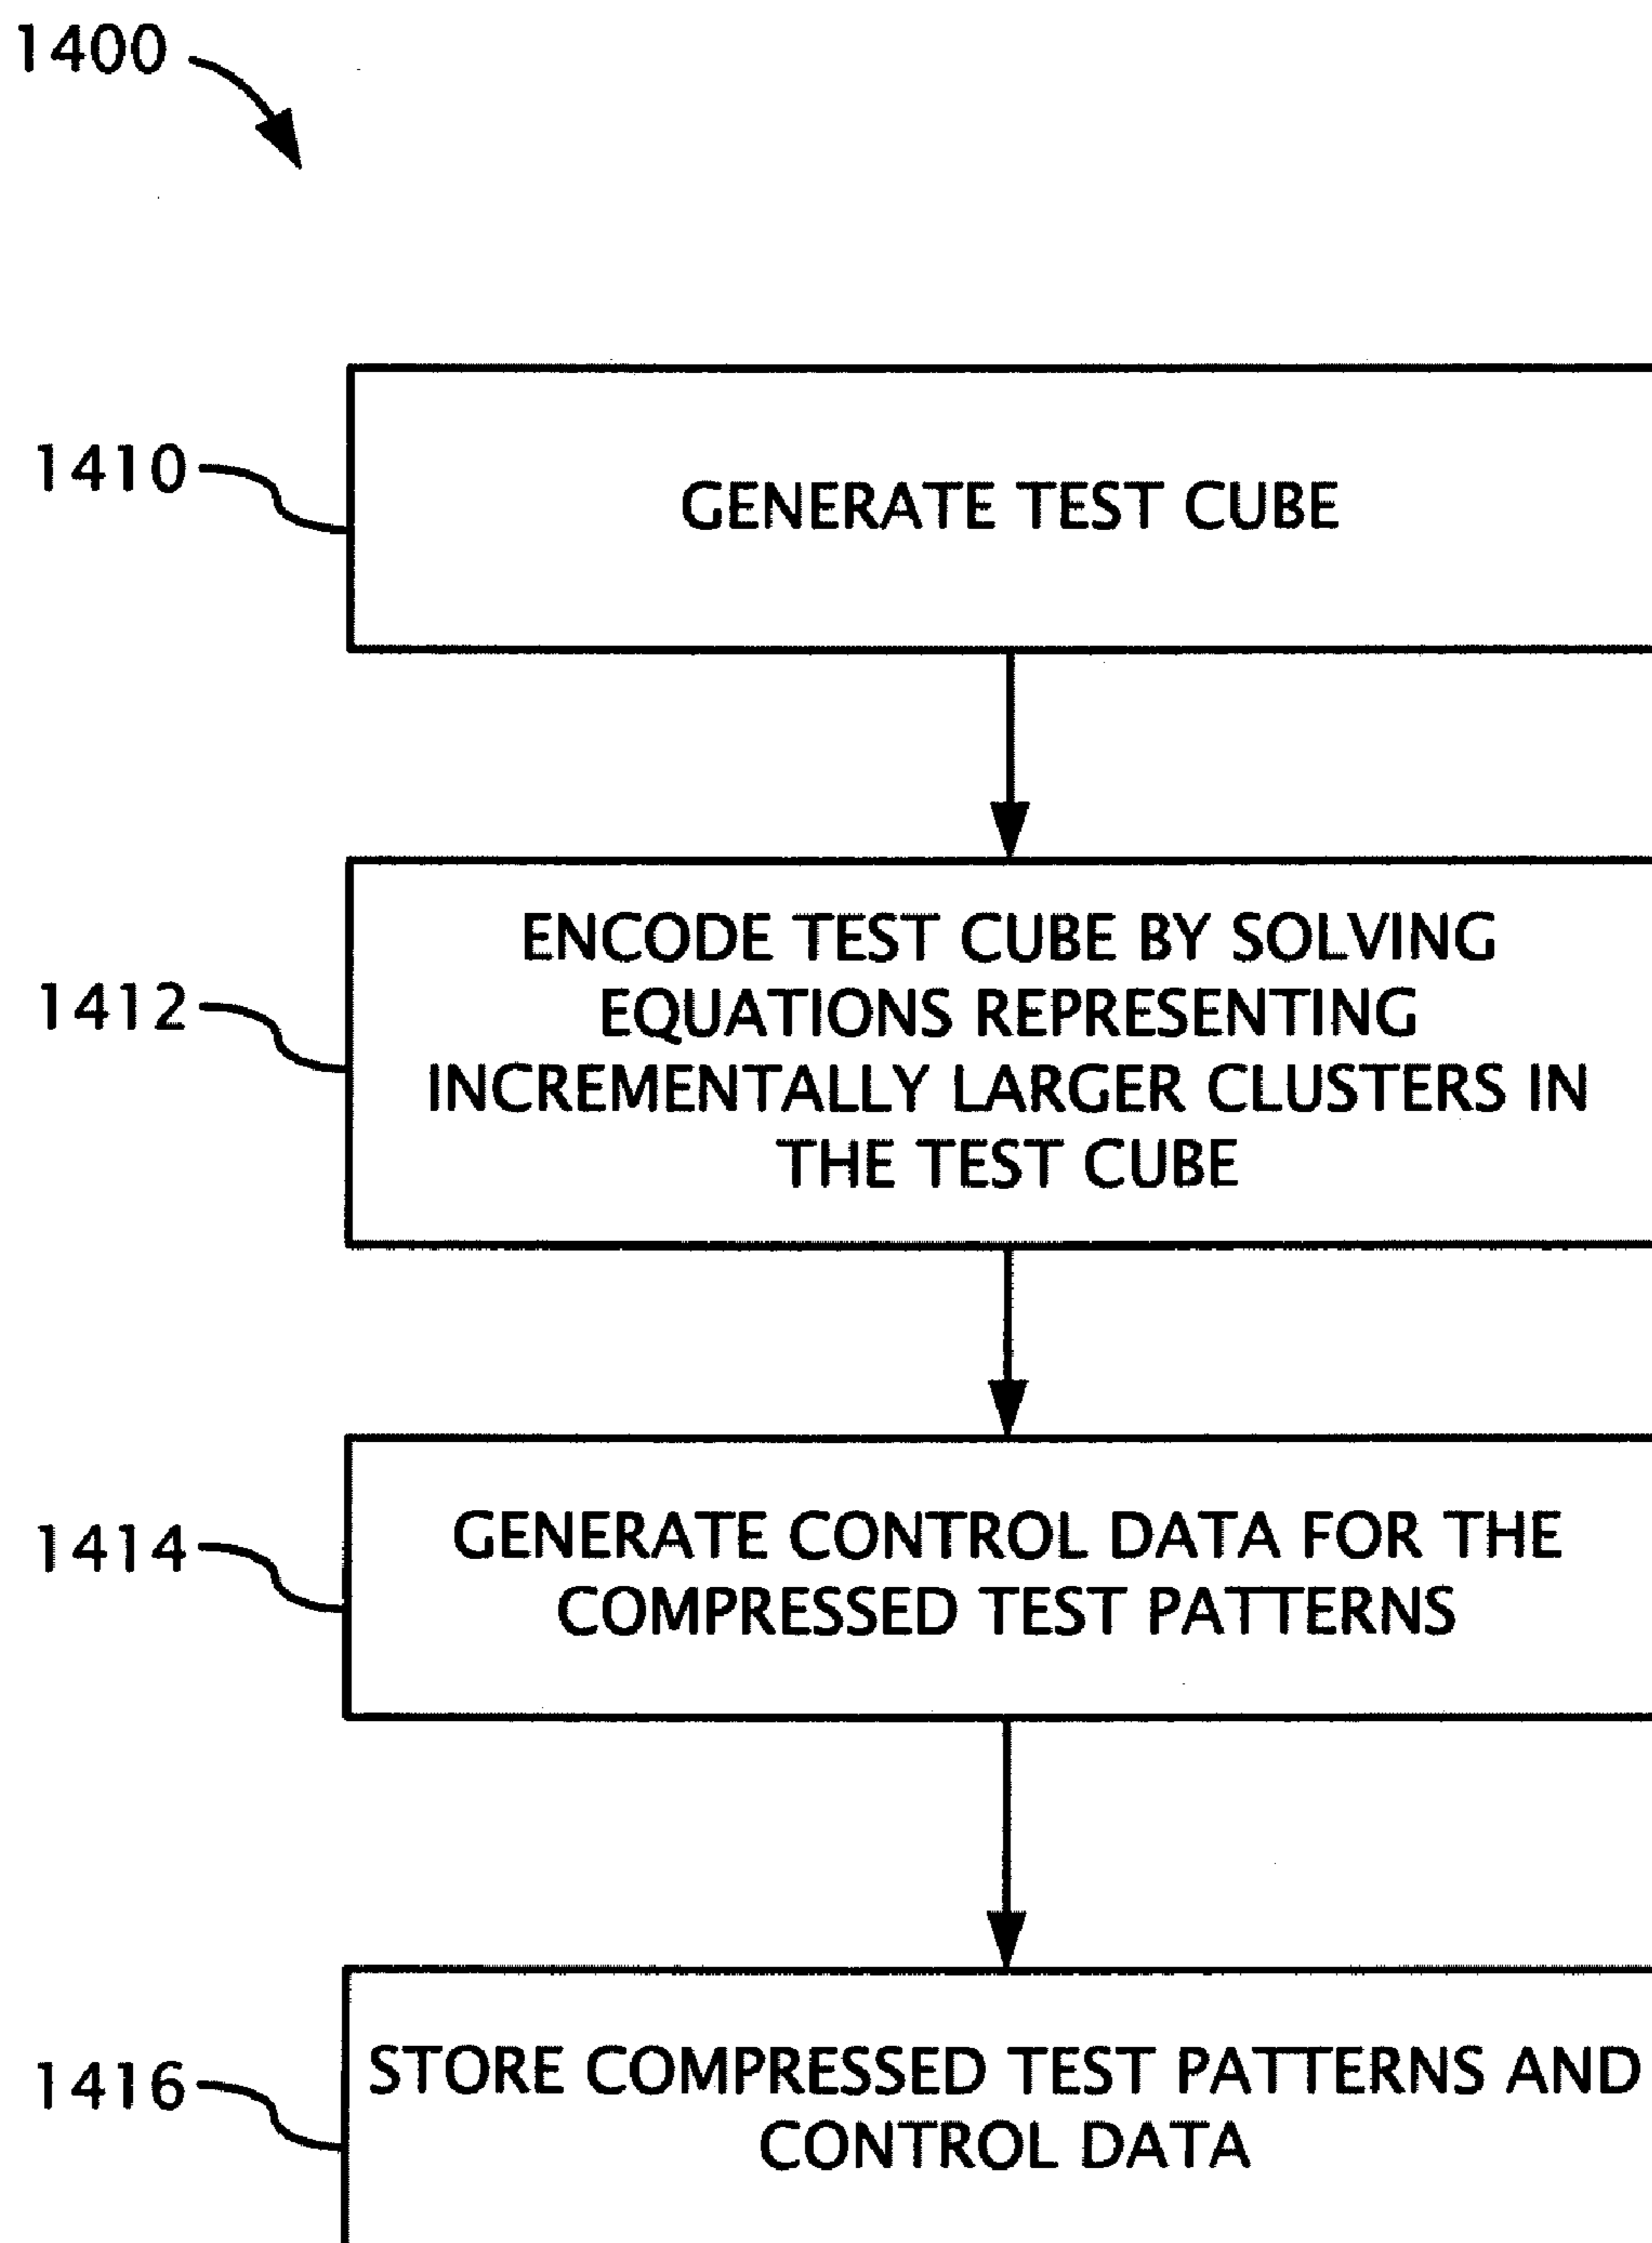 1400
1410
GENERATE TEST CUBE
1412
ENCODE TEST CUBE BY SOLVING
EQUATIONS REPRESENTING
INCREMENTALLY LARGER CLUSTERS IN
THE TEST CUBE
1414
GENERATE CONTROL DATA FOR THE
COMPRESSED TEST PATTERNS
1416
STORE COMPRESSED TEST PATTERNS AND
CONTROL DATA